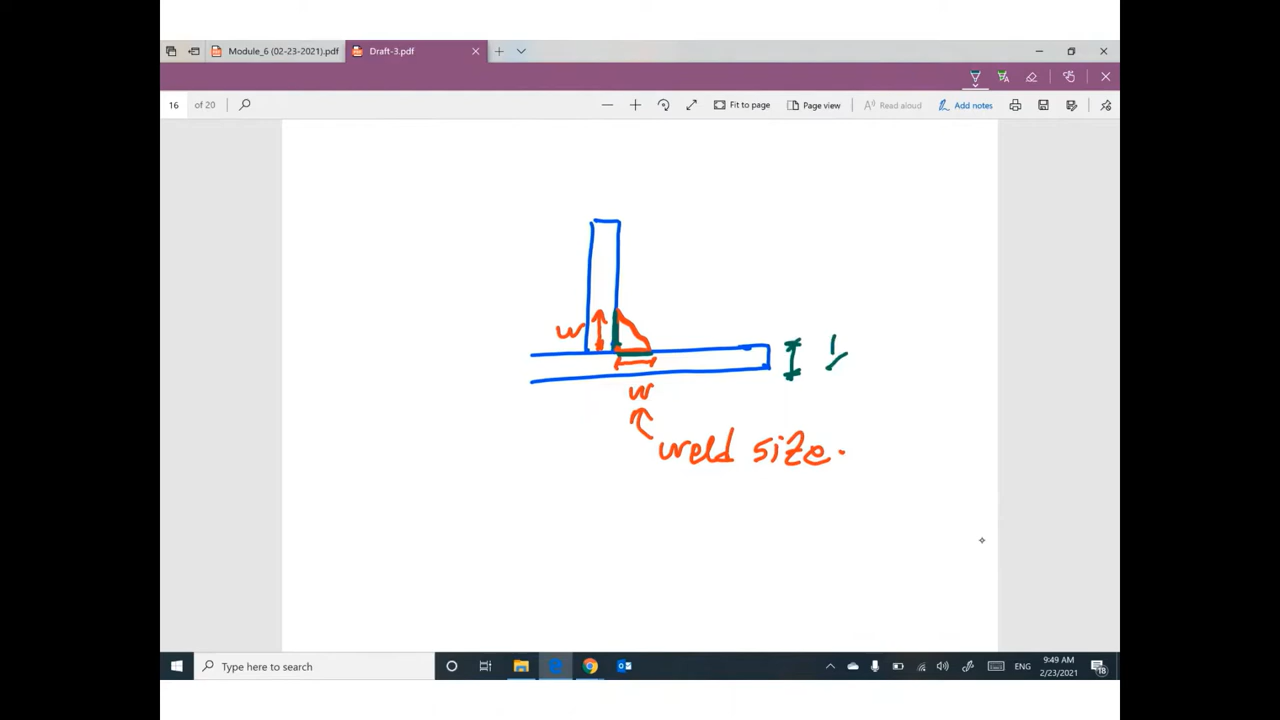 Module_6 (02-23-2021).pdf
Draft-3.pdf
16 of 20
Fit to page
Page view
Read aloud
Add notes
w
w
weld size.
Type here to search
ENG
9:49 AM
2/23/2021
18